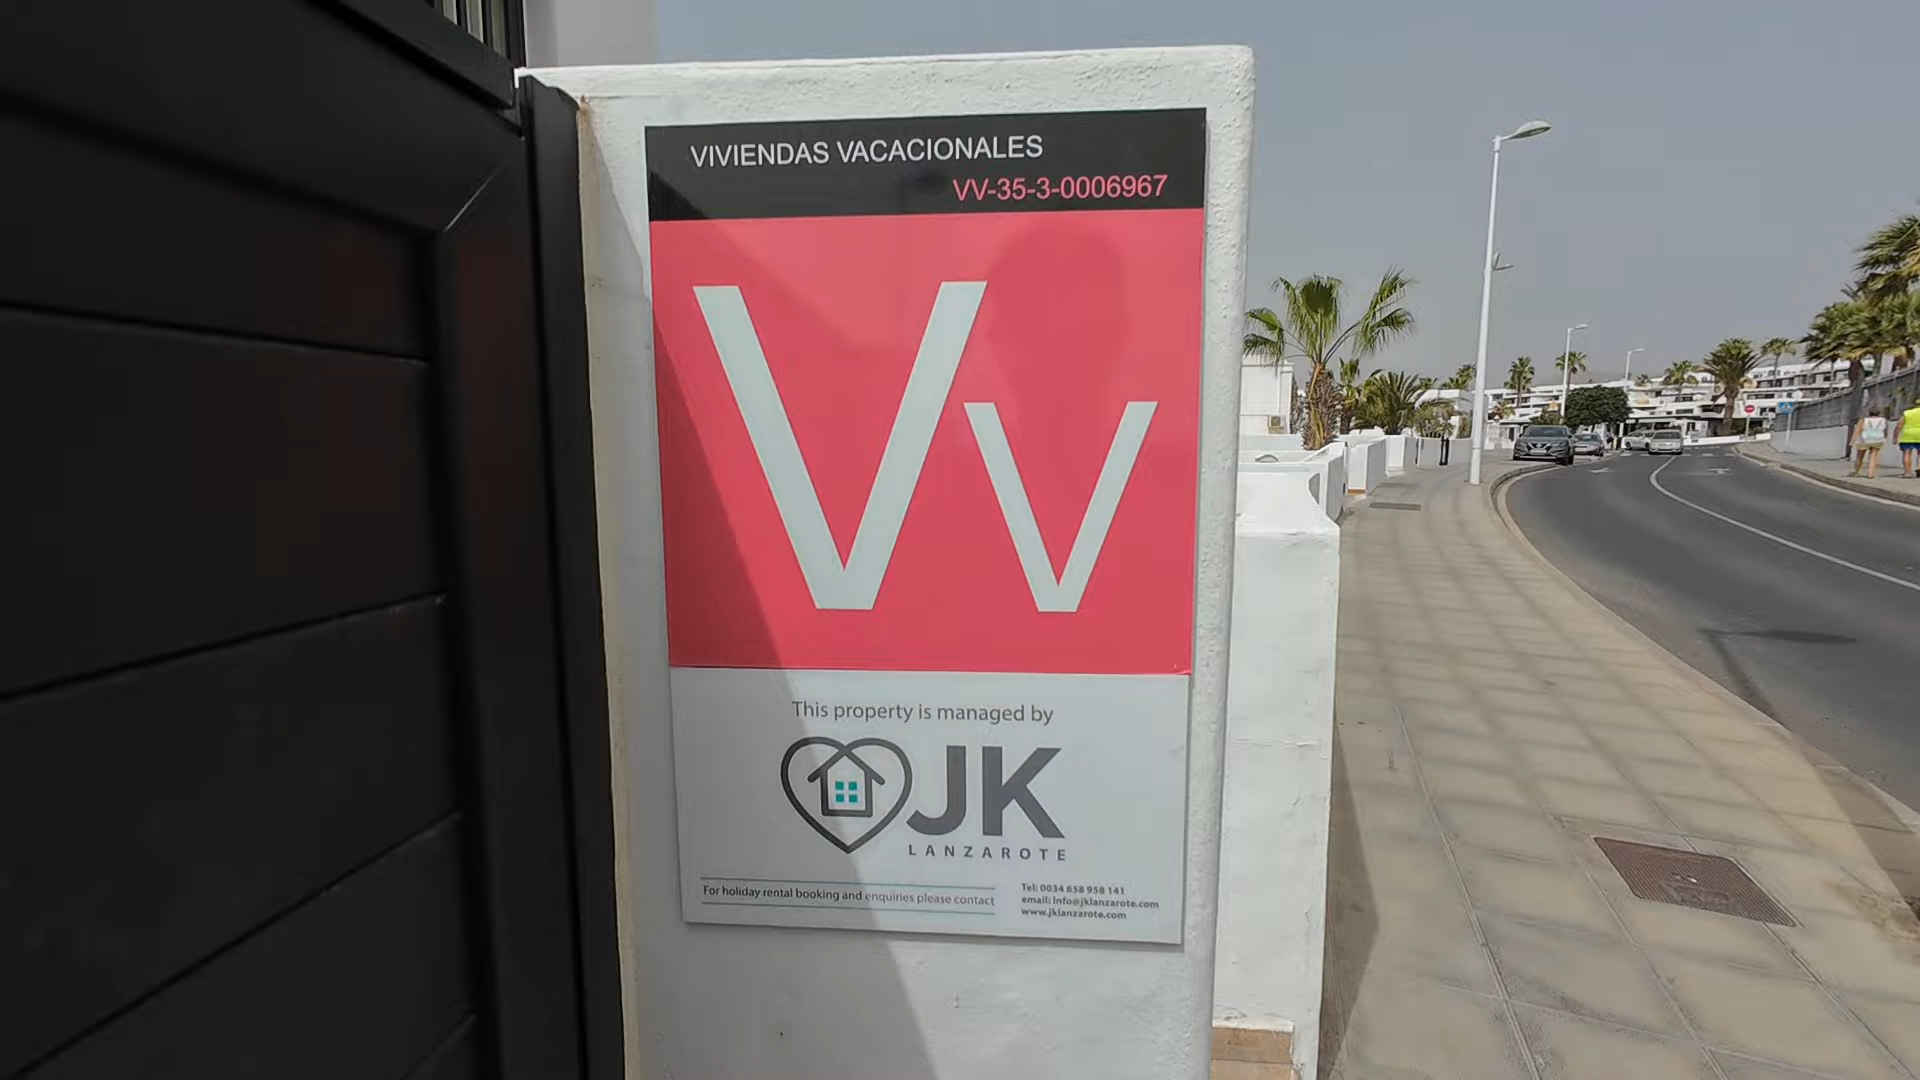 VIVIENDAS VACACIONALES
VV-35-3-0006967
Vv
This property is managed by
JK
LANZAROTE
For holiday rental booking and enquiries please contact
Tel: 0034 658 958 141
email: info@jklanzarote.com
www.jklanzarote.com